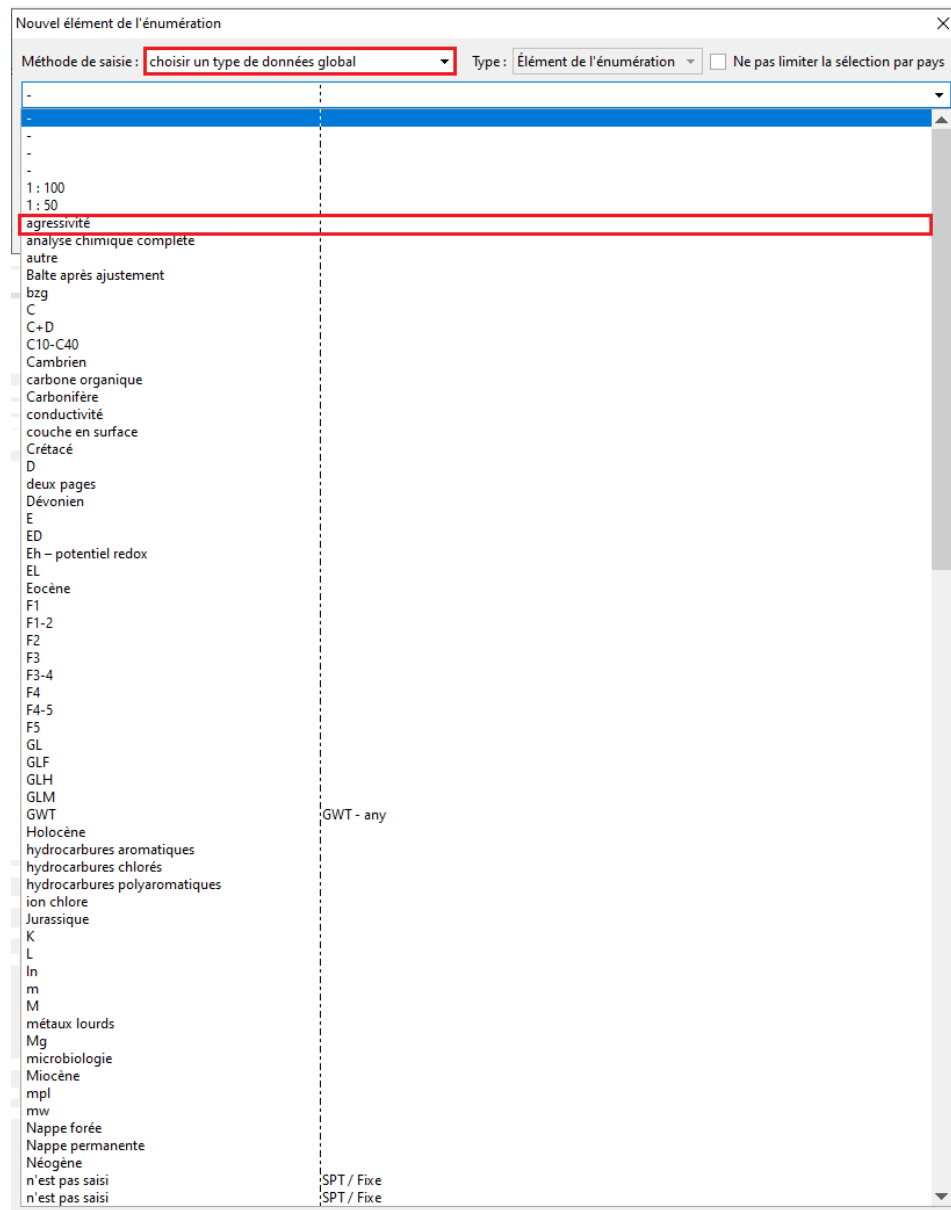 Nouvel élément de l'énumération
Méthode de saisie : choisir un type de données global Type : Élément de l'énumération Ne pas limiter la sélection par pays
-
-
-
-
-
1 : 100
1 : 50
agressivité
analyse chimique complète
autre
Balte après ajustement
bzg
C
C+D
C10-C40
Cambrien
carbone organique
Carbonifère
conductivité
couche en surface
Crétacé
D
deux pages
Dévonien
E
ED
Eh – potentiel redox
EL
Eocène
F1
F1-2
F2
F3
F3-4
F4
F4-5
F5
GL
GLF
GLH
GLM
GWT GWT - any
Holocène
hydrocarbures aromatiques
hydrocarbures chlorés
hydrocarbures polyaromatiques
ion chlore
Jurassique
K
L
ln
m
M
métaux lourds
Mg
microbiologie
Miocène
mpl
mw
Nappe forée
Nappe permanente
Néogène
n'est pas saisi SPT / Fixe
n'est pas saisi SPT / Fixe